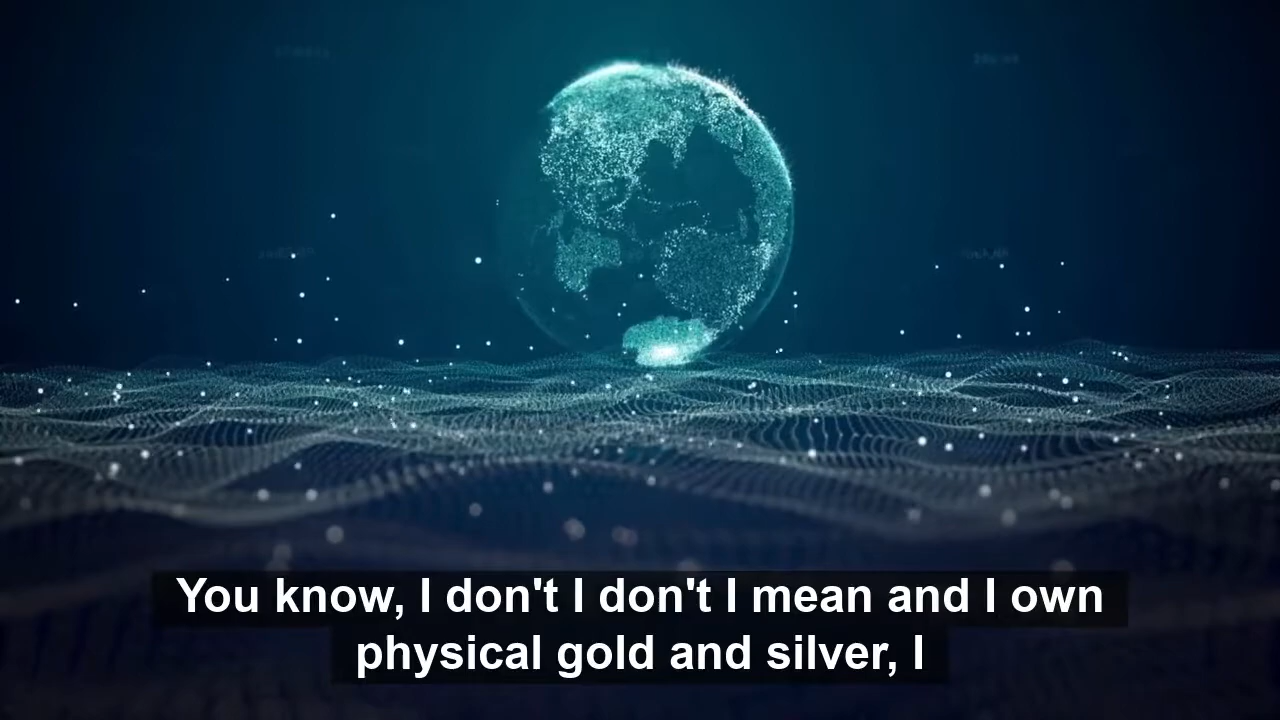 You know, I don't I don't I mean and I own
physical gold and silver, I